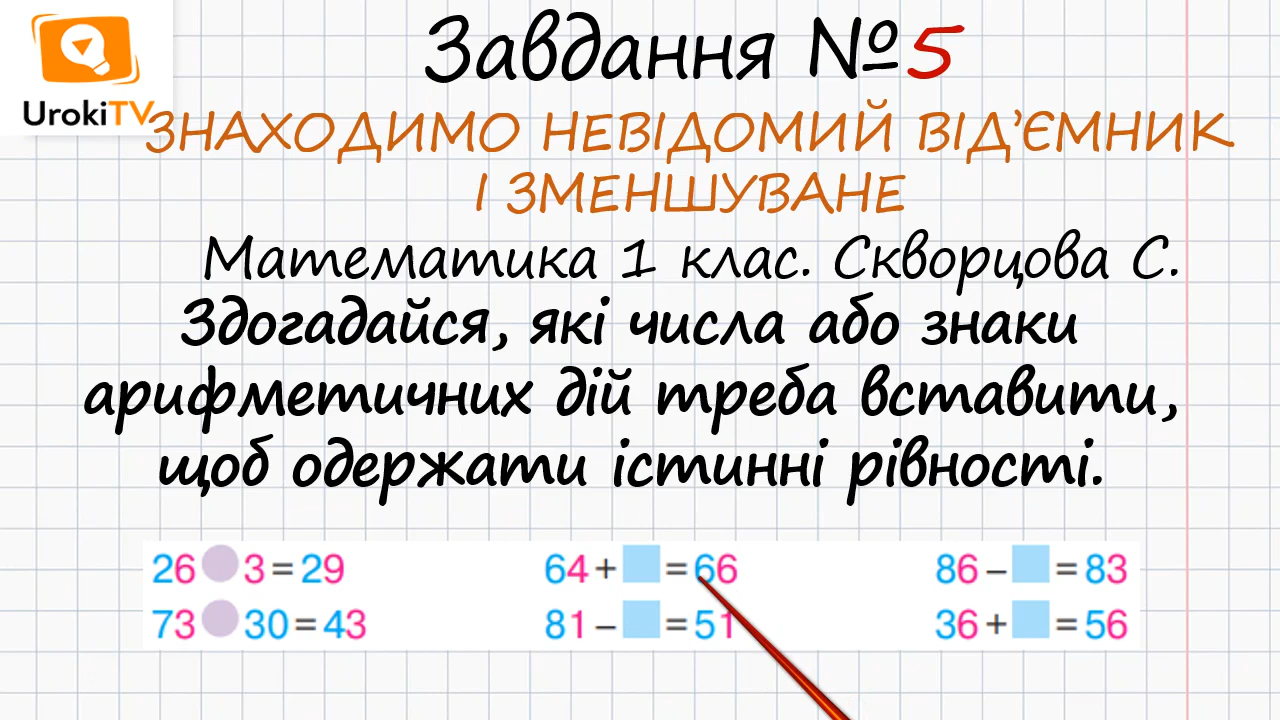 UrokiTV
Завдання №5
ЗНАХОДИМО НЕВІДОМИЙ ВІД’ЄМНИК
І ЗМЕНШУВАНЕ
Математика 1 клас. Скворцова С.
Здогадайся, які числа або знаки
арифметичних дій треба вставити,
щоб одержати істинні рівності.
26 3=29 64+ =66 86– =83
73 30=43 81– =51 36+ =56